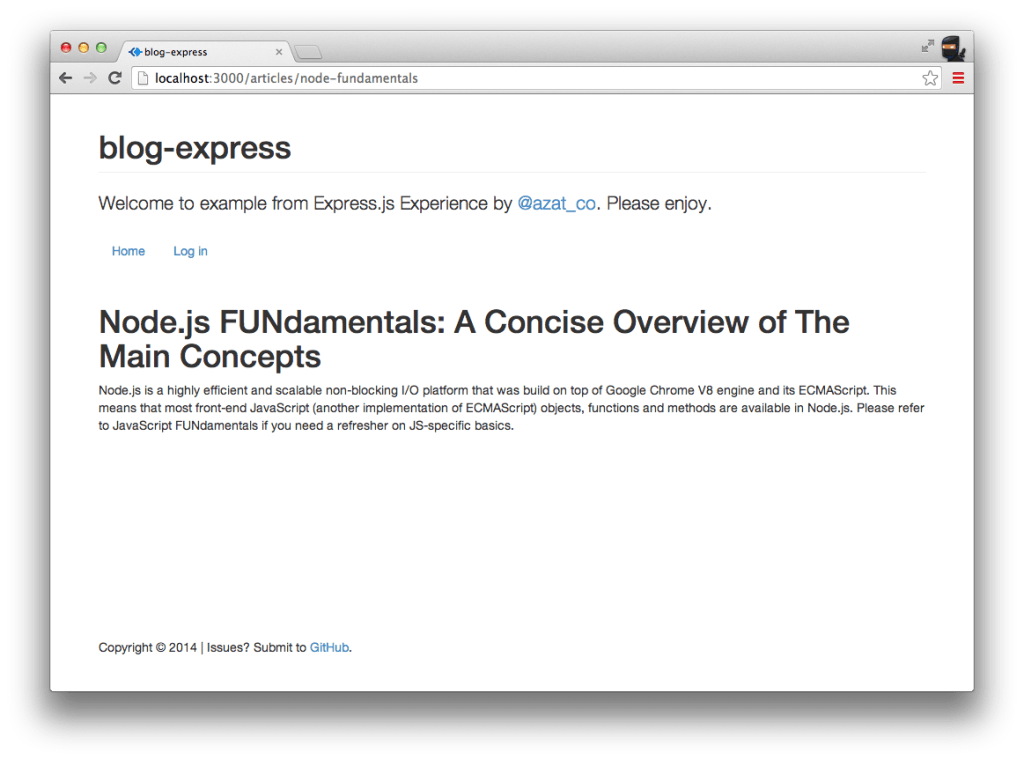 blog-express
localhost:3000/articles/node-fundamentals
blog-express
Welcome to example from Express.js Experience by @azat_co. Please enjoy.
Home Log in
Node.js FUNdamentals: A Concise Overview of The
Main Concepts
Node.js is a highly efficient and scalable non-blocking I/O platform that was build on top of Google Chrome V8 engine and its ECMAScript. This
means that most front-end JavaScript (another implementation of ECMAScript) objects, functions and methods are available in Node.js. Please refer
to JavaScript FUNdamentals if you need a refresher on JS-specific basics.
Copyright © 2014 | Issues? Submit to GitHub.